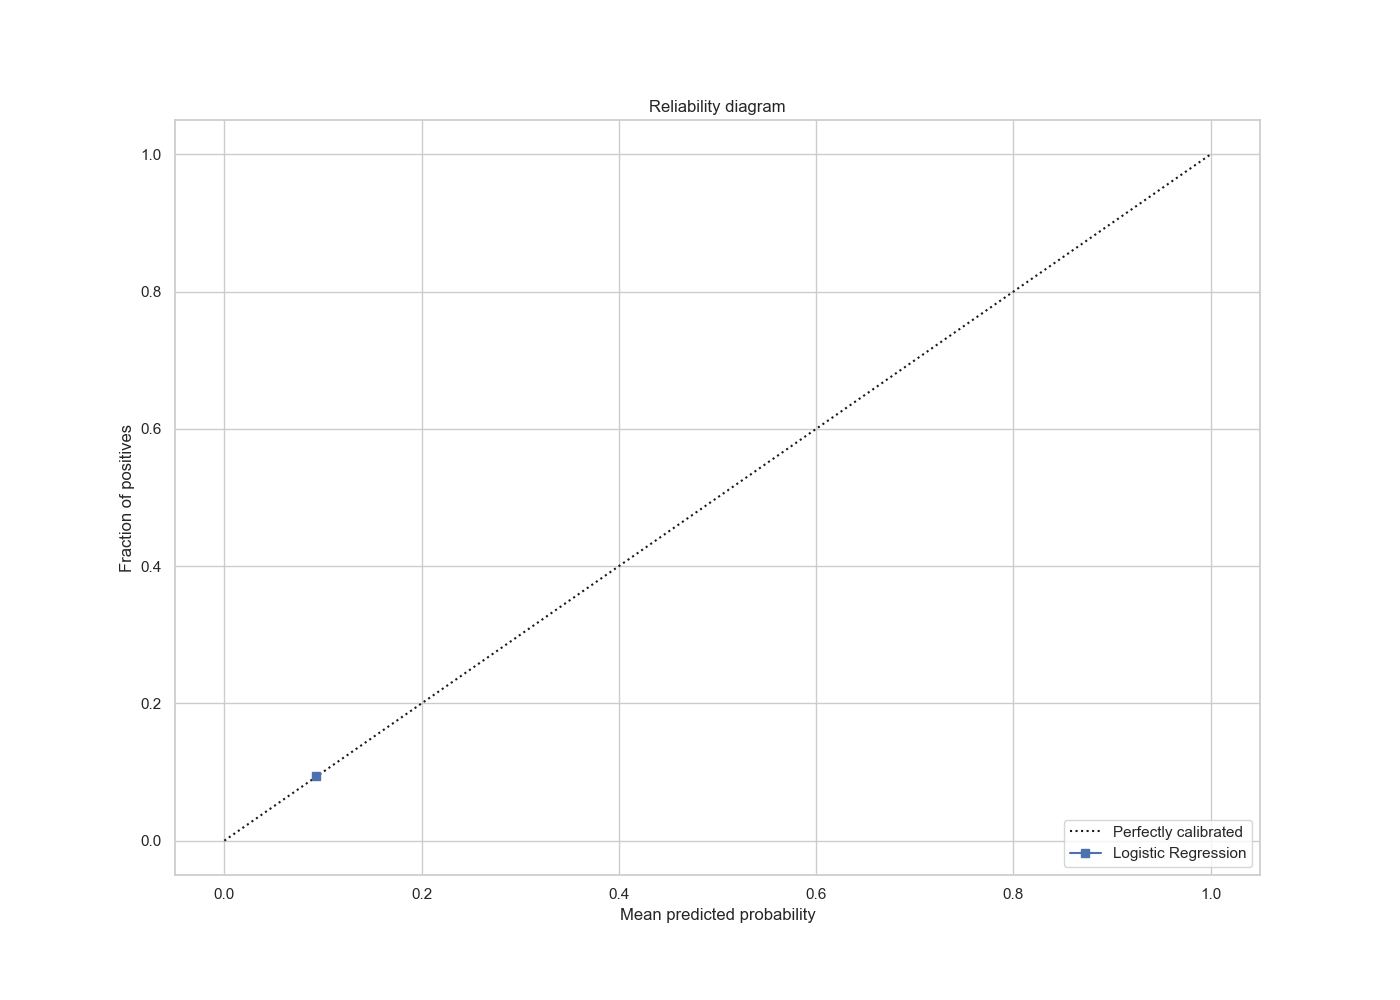 Reliability diagram
1.0
0.8
0.6
0.4
0.2
0.0
Fraction of positives
0.0 0.2 0.4 0.6 0.8 1.0
Mean predicted probability
Perfectly calibrated
Logistic Regression